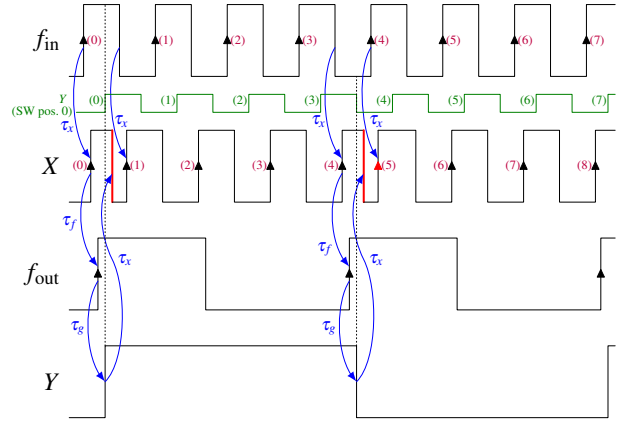 f_in (0) (1) (2) (3) (4) (5) (6) (7)
Y (0) (1) (2) (3) (4) (5) (6) (7)
(SW pos. 0)
τ_x τ_x τ_x τ_x
X (0) (1) (2) (3) (4) (5) (6) (7) (8)
τ_f τ_f
τ_x τ_x
f_out
τ_g τ_g
Y